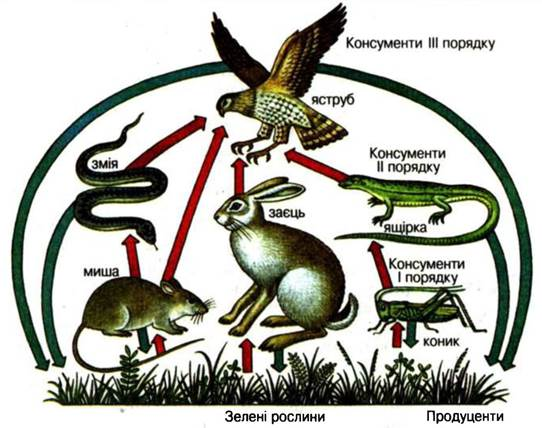 Консументи III порядку
яструб
змія
Консументи
II порядку
заєць
ящірка
миша
Консументи
I порядку
коник
Зелені рослини
Продуценти